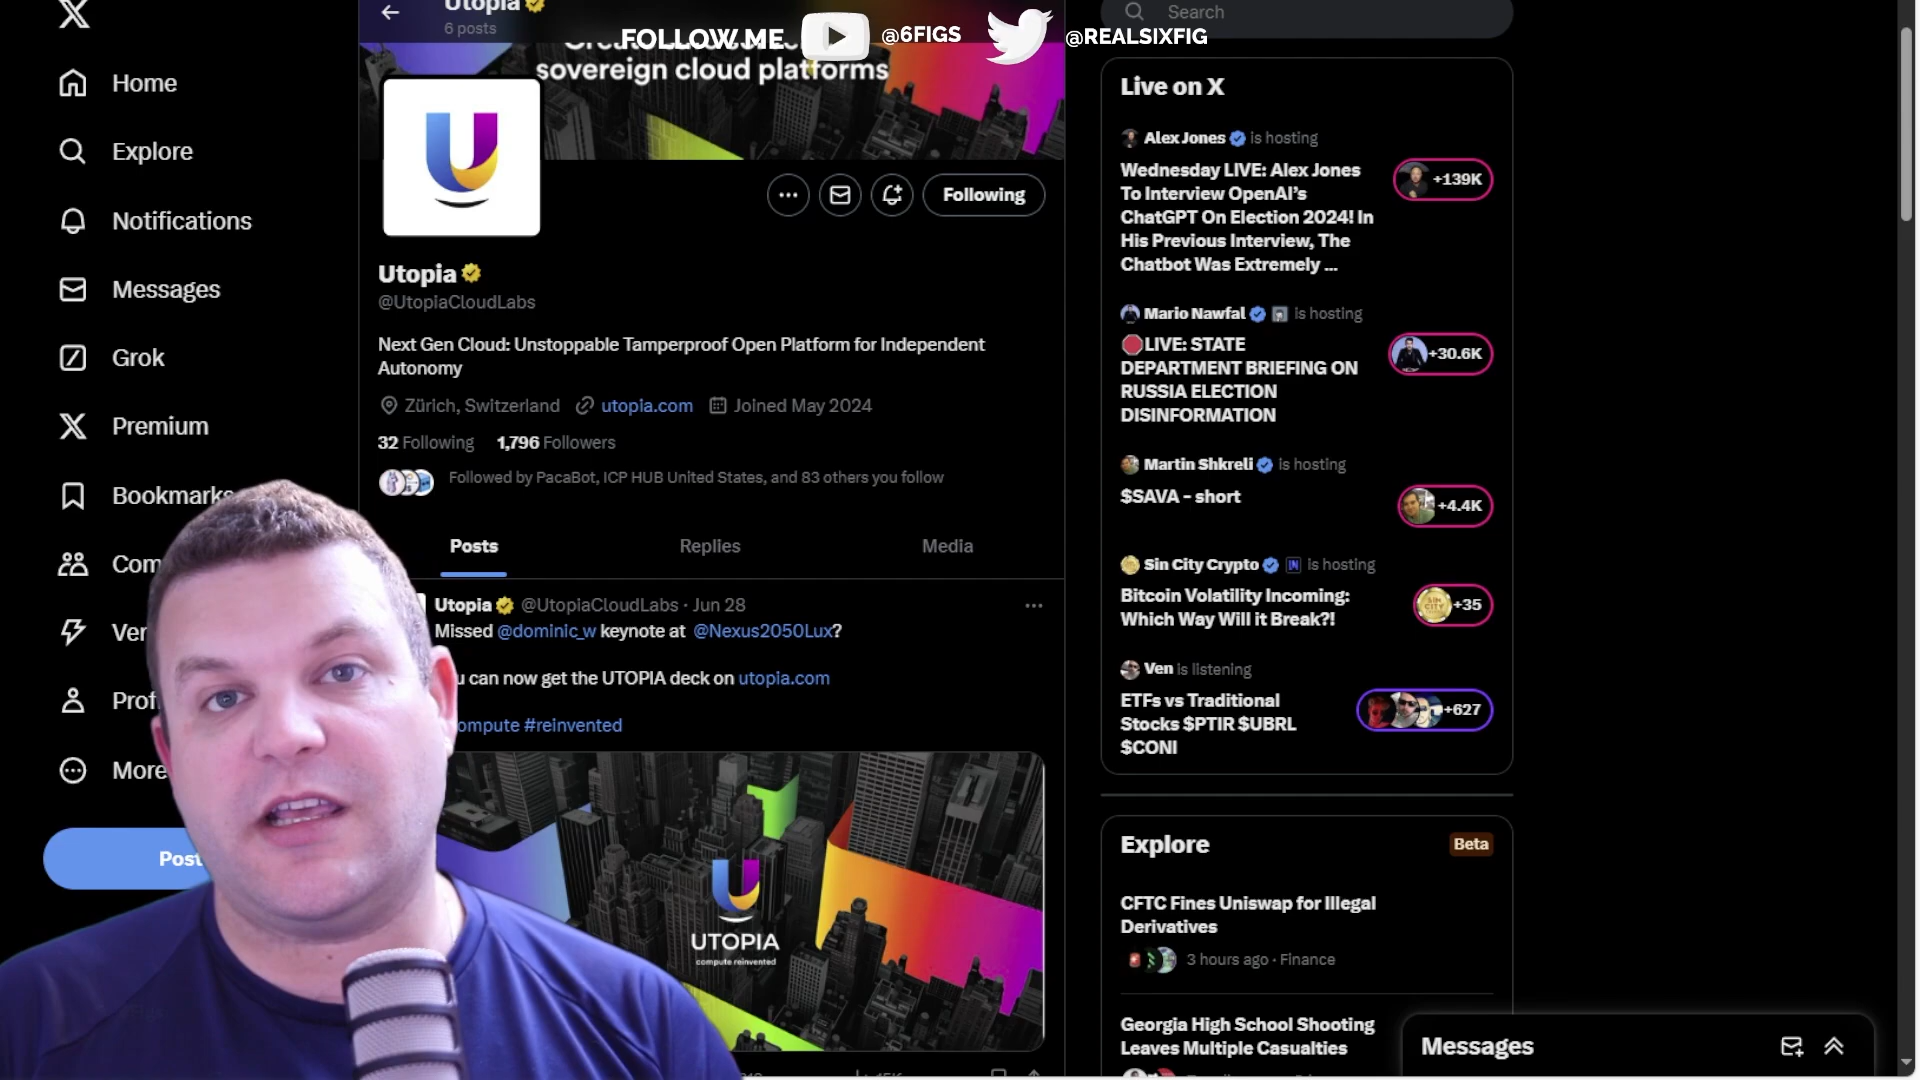 Home
Explore
Notifications
Messages
Grok
Premium
Bookmarks
Com
Ver
Prof
More
Post
Utopia
6 posts
FOLLOW ME
@6FIGS
@REALSIXFIG
sovereign cloud platforms
Following
Utopia
@UtopiaCloudLabs
Next Gen Cloud: Unstoppable Tamperproof Open Platform for Independent
Autonomy
Zürich, Switzerland utopia.com Joined May 2024
32 Following 1,796 Followers
Followed by PacaBot, ICP HUB United States, and 83 others you follow
Posts Replies Media
Utopia @UtopiaCloudLabs · Jun 28
Missed @dominic_w keynote at @Nexus2050Lux?
u can now get the UTOPIA deck on utopia.com
ompute #reinvented
UTOPIA
compute reinvented
Search
Live on X
Alex Jones is hosting
Wednesday LIVE: Alex Jones
To Interview OpenAI’s
ChatGPT On Election 2024! In
His Previous Interview, The
Chatbot Was Extremely ...
+139K
Mario Nawfal is hosting
LIVE: STATE
DEPARTMENT BRIEFING ON
RUSSIA ELECTION
DISINFORMATION
+30.6K
Martin Shkreli is hosting
$SAVA - short
+4.4K
Sin City Crypto is hosting
Bitcoin Volatility Incoming:
Which Way Will it Break?!
+35
Ven is listening
ETFs vs Traditional
Stocks $PTIR $UBRL
$CONI
+627
Explore
Beta
CFTC Fines Uniswap for Illegal
Derivatives
3 hours ago · Finance
Georgia High School Shooting
Leaves Multiple Casualties
Messages